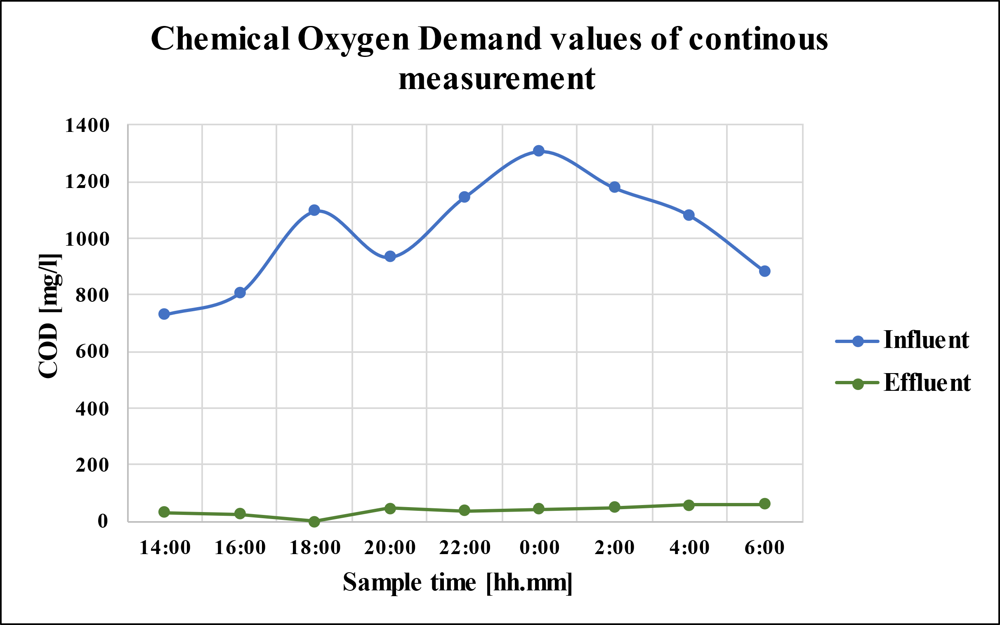 Chemical Oxygen Demand values of continous
measurement
1400
1200
1000
800
600
400
200
0
COD [mg/l]
14:00 16:00 18:00 20:00 22:00 0:00 2:00 4:00 6:00
Sample time [hh.mm]
Influent
Effluent